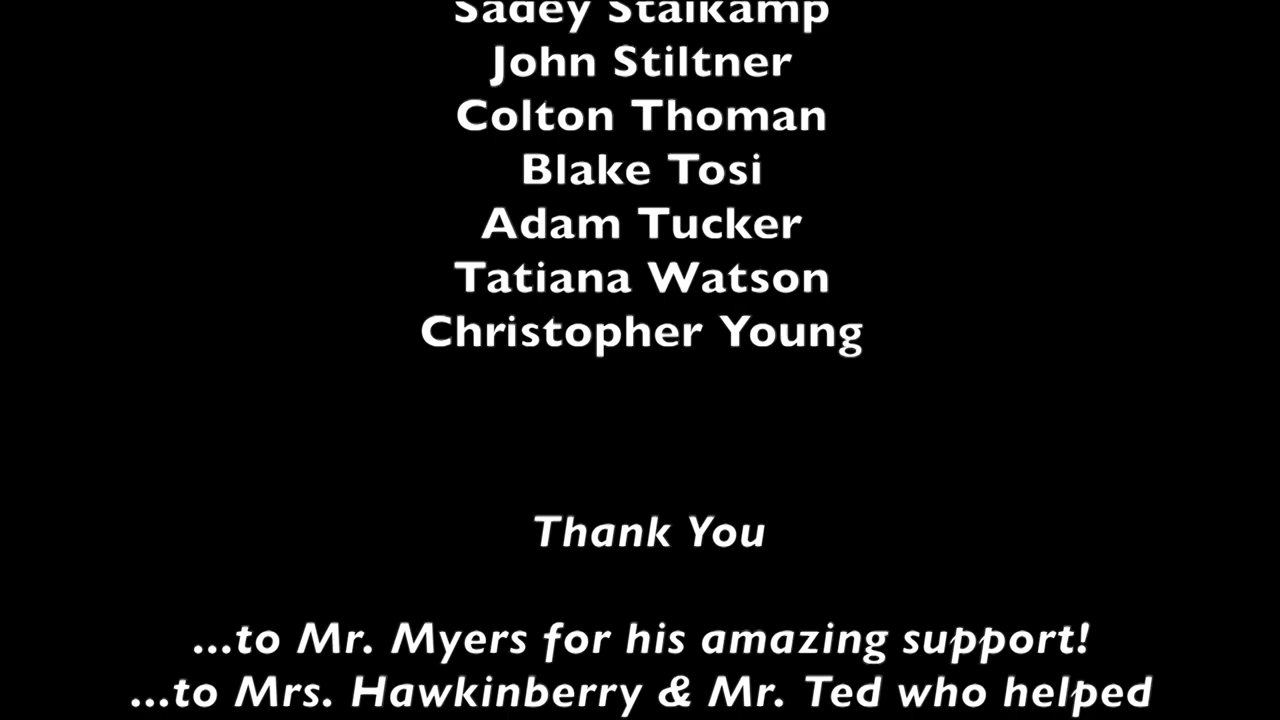 Sadey Stalkamp
John Stiltner
Colton Thoman
Blake Tosi
Adam Tucker
Tatiana Watson
Christopher Young
Thank You
...to Mr. Myers for his amazing support!
...to Mrs. Hawkinberry & Mr. Ted who helped